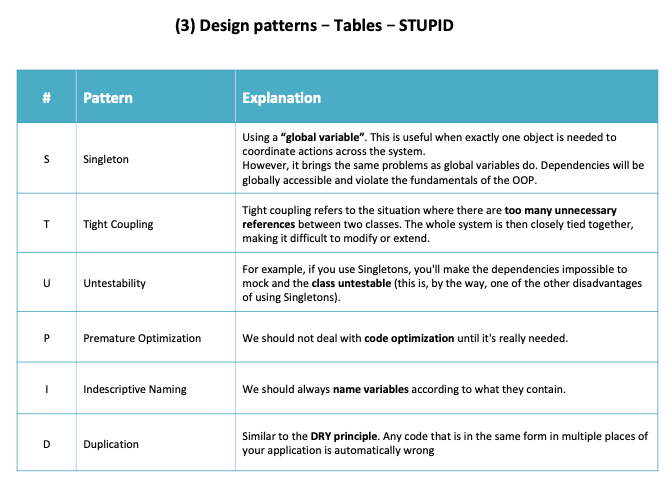 (3) Design patterns – Tables – STUPID
# Pattern Explanation
S Singleton Using a “global variable”. This is useful when exactly one object is needed to
coordinate actions across the system.
However, it brings the same problems as global variables do. Dependencies will be
globally accessible and violate the fundamentals of the OOP.
T Tight Coupling Tight coupling refers to the situation where there are too many unnecessary
references between two classes. The whole system is then closely tied together,
making it difficult to modify or extend.
U Untestability For example, if you use Singletons, you'll make the dependencies impossible to
mock and the class untestable (this is, by the way, one of the other disadvantages
of using Singletons).
P Premature Optimization We should not deal with code optimization until it's really needed.
I Indescriptive Naming We should always name variables according to what they contain.
D Duplication Similar to the DRY principle. Any code that is in the same form in multiple places of
your application is automatically wrong